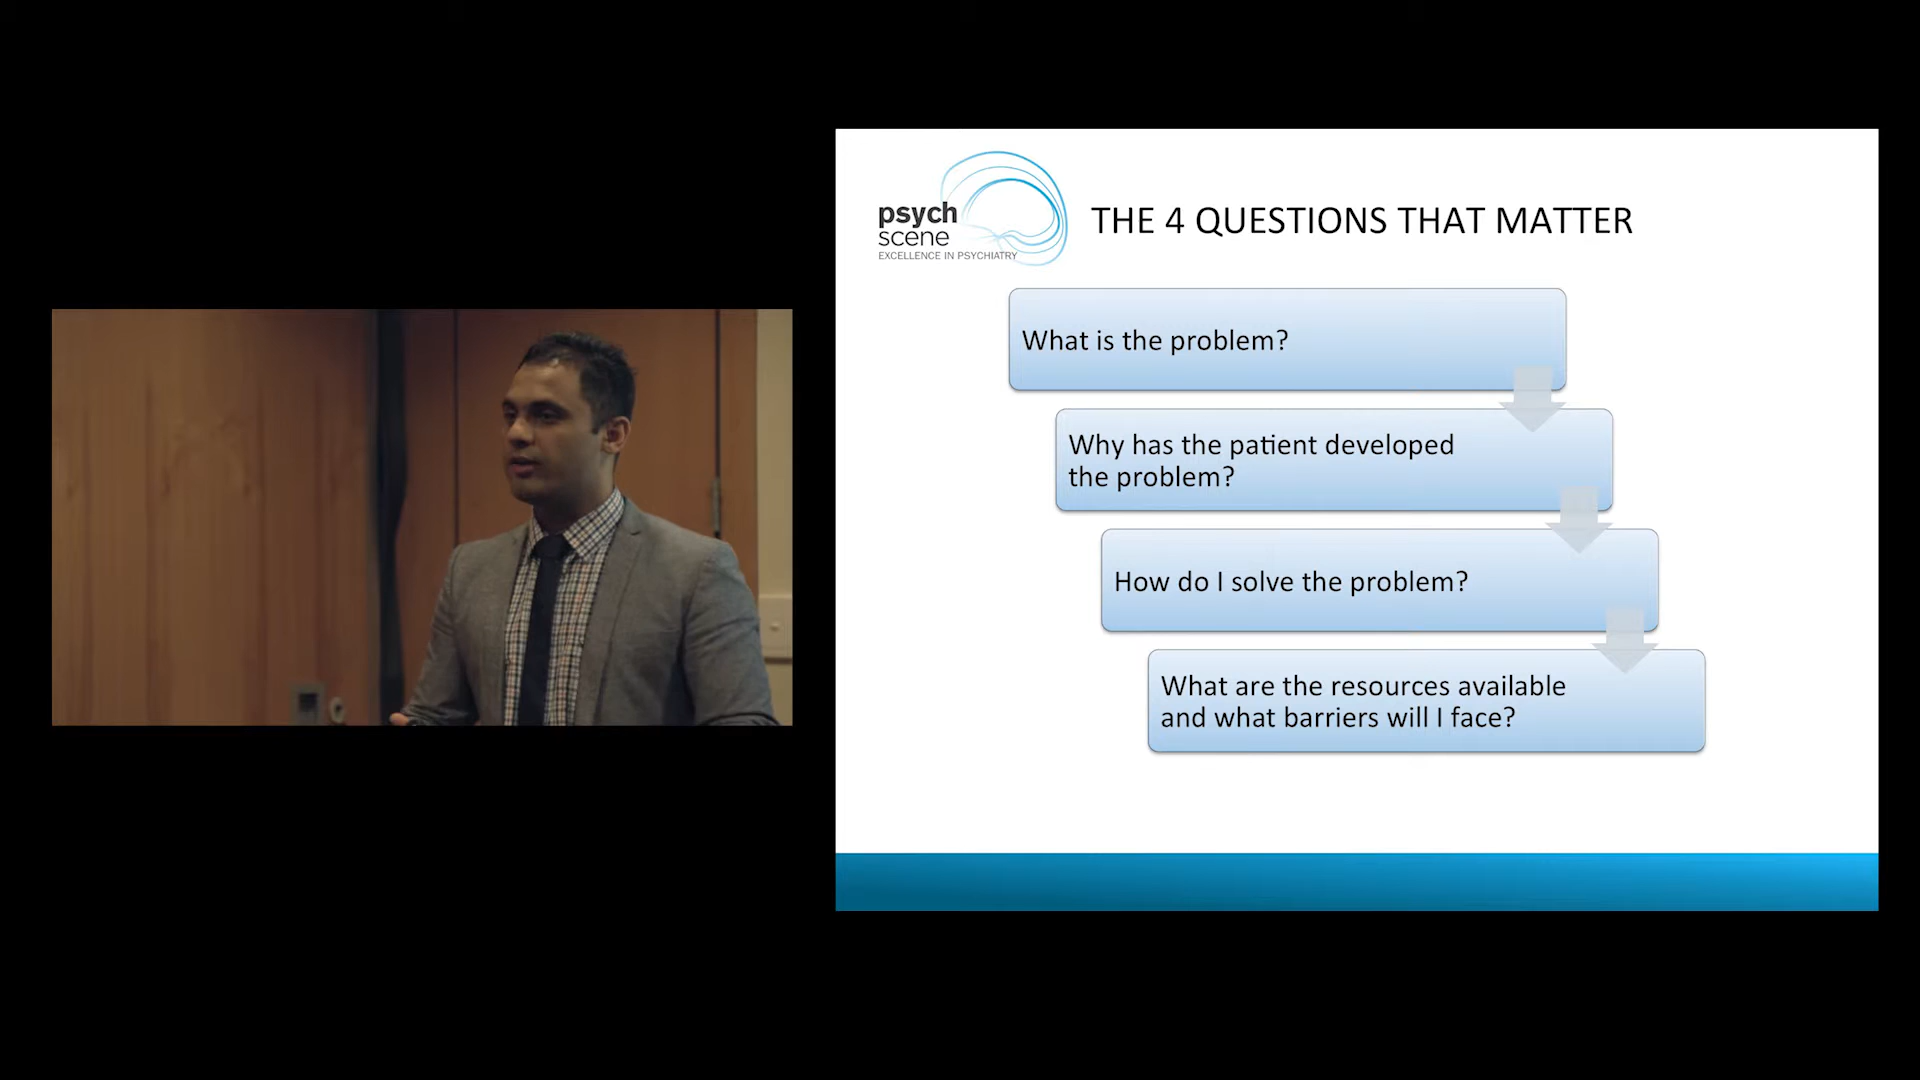 psych
scene
EXCELLENCE IN PSYCHIATRY
THE 4 QUESTIONS THAT MATTER
What is the problem?
Why has the patient developed
the problem?
How do I solve the problem?
What are the resources available
and what barriers will I face?